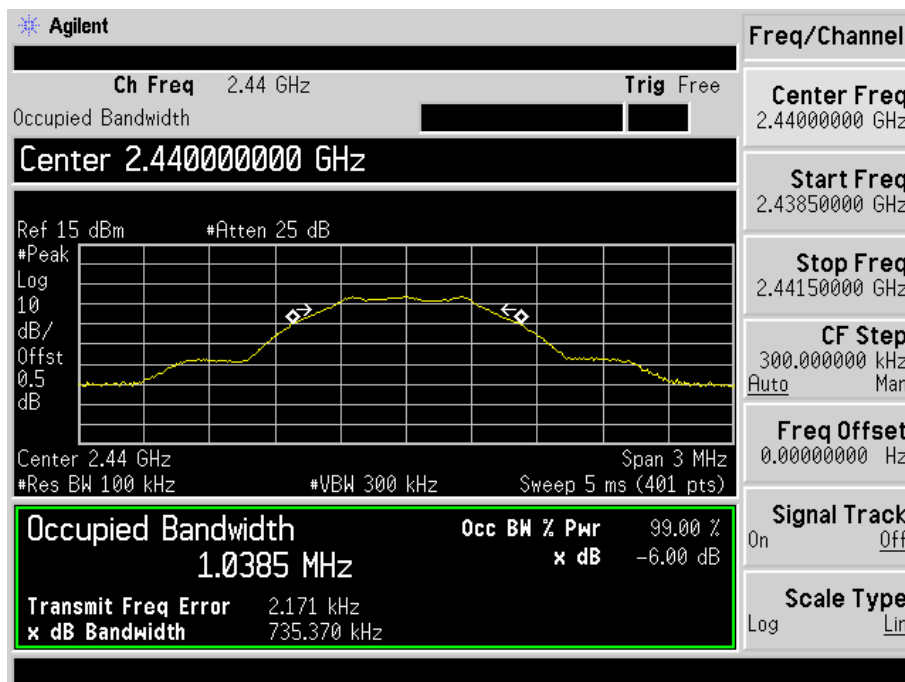 Agilent
Freq/Channel
Ch Freq 2.44 GHz Trig Free
Occupied Bandwidth
Center 2.440000000 GHz
Ref 15 dBm #Atten 25 dB
#Peak
Log
10
dB/
Offst
0.5
dB
Center 2.44 GHz Span 3 MHz
#Res BW 100 kHz #VBW 300 kHz Sweep 5 ms (401 pts)
Occupied Bandwidth Occ BW % Pwr 99.00 %
1.0385 MHz x dB -6.00 dB
Transmit Freq Error 2.171 kHz
x dB Bandwidth 735.370 kHz
Center Freq
2.44000000 GHz
Start Freq
2.43850000 GHz
Stop Freq
2.44150000 GHz
CF Step
300.000000 kHz
Auto Man
Freq Offset
0.00000000 Hz
Signal Track
On Off
Scale Type
Log Lin